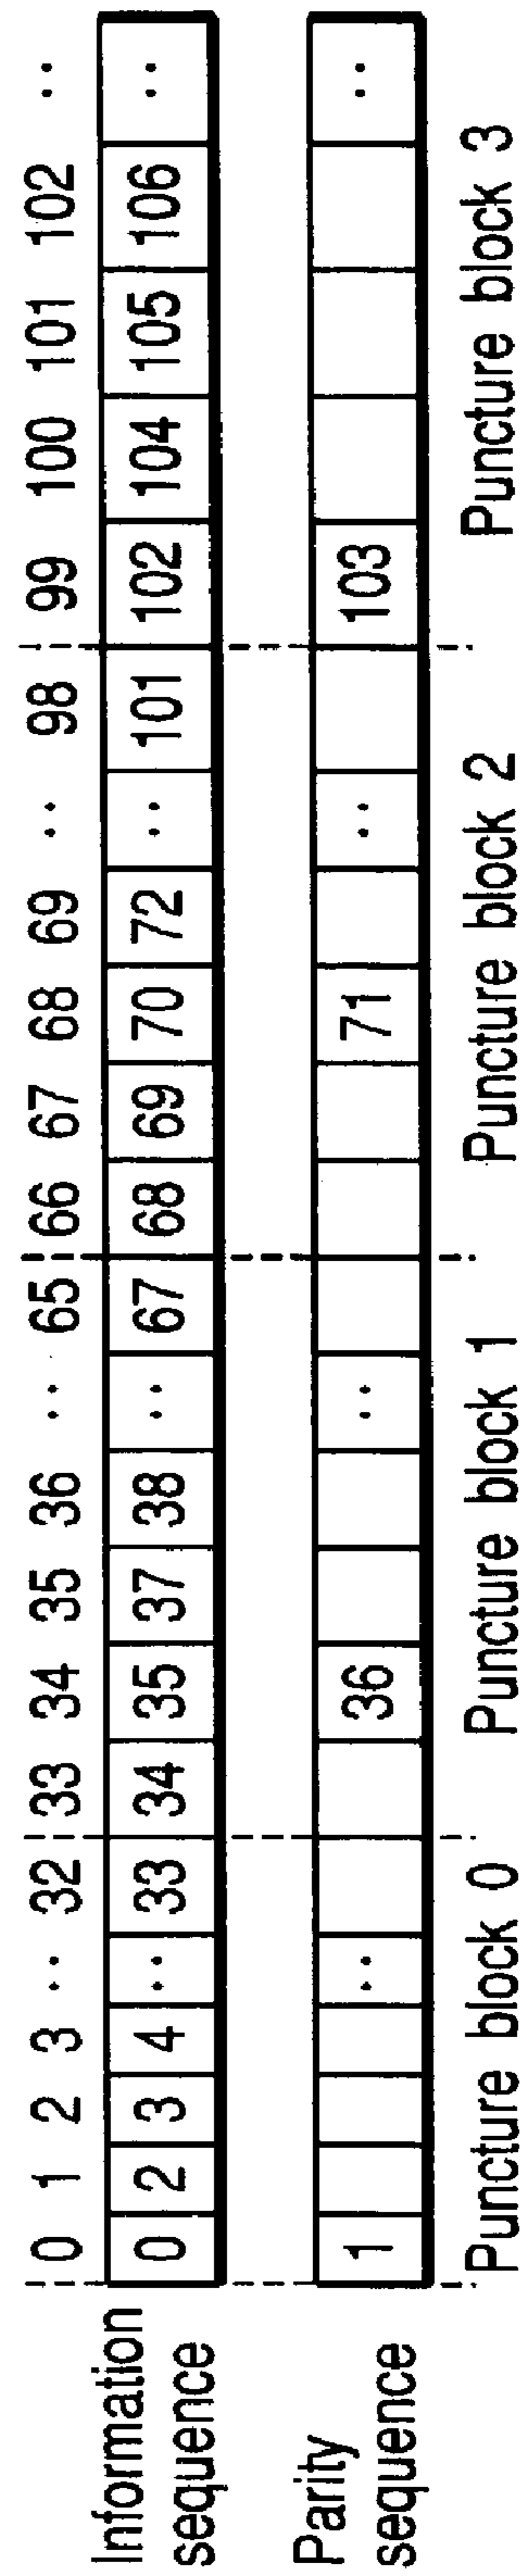 0 1 2 3 .. 32 33 34 35 36 .. 65 66 67 68 69 .. 98 99 100 101 102 ..
Information
sequence
0 2 3 4 .. 33 34 35 37 38 .. 67 68 69 70 72 .. 101 102 104 105 106 ..
Parity
sequence
1 .. 36 .. 71 .. 103 ..
Puncture block 0 Puncture block 1 Puncture block 2 Puncture block 3